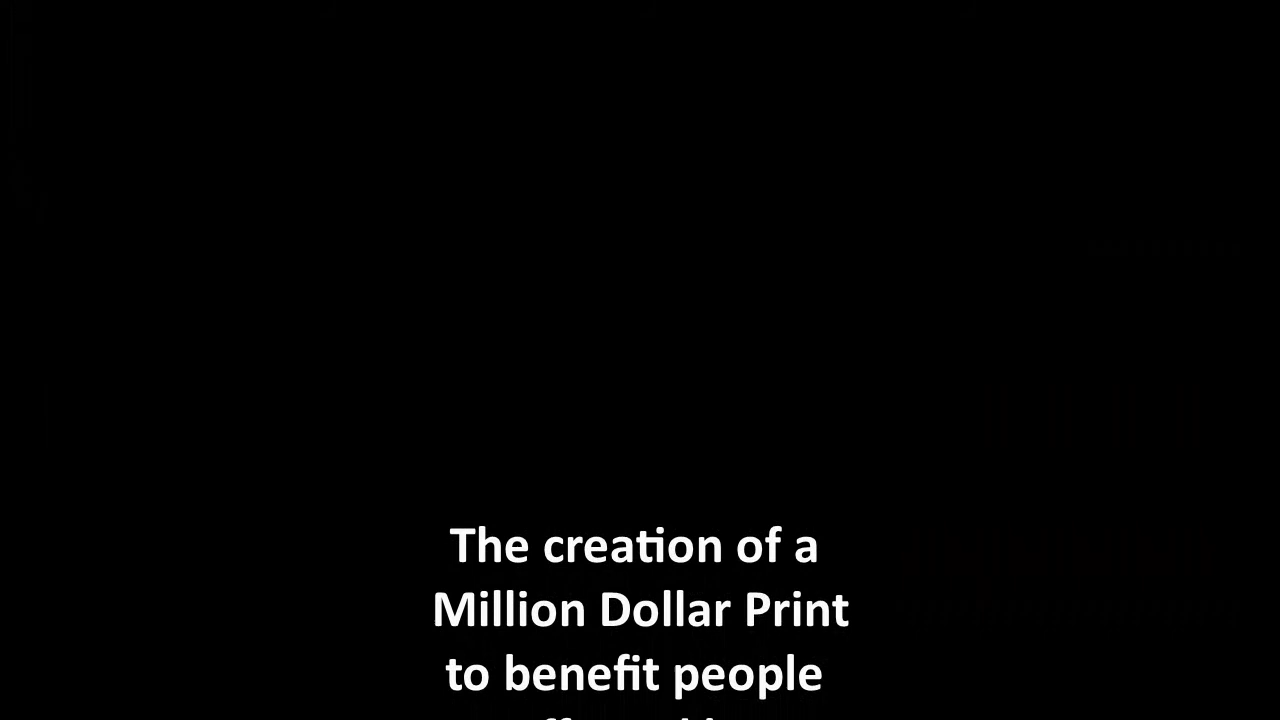 The creation of a
Million Dollar Print
to benefit people